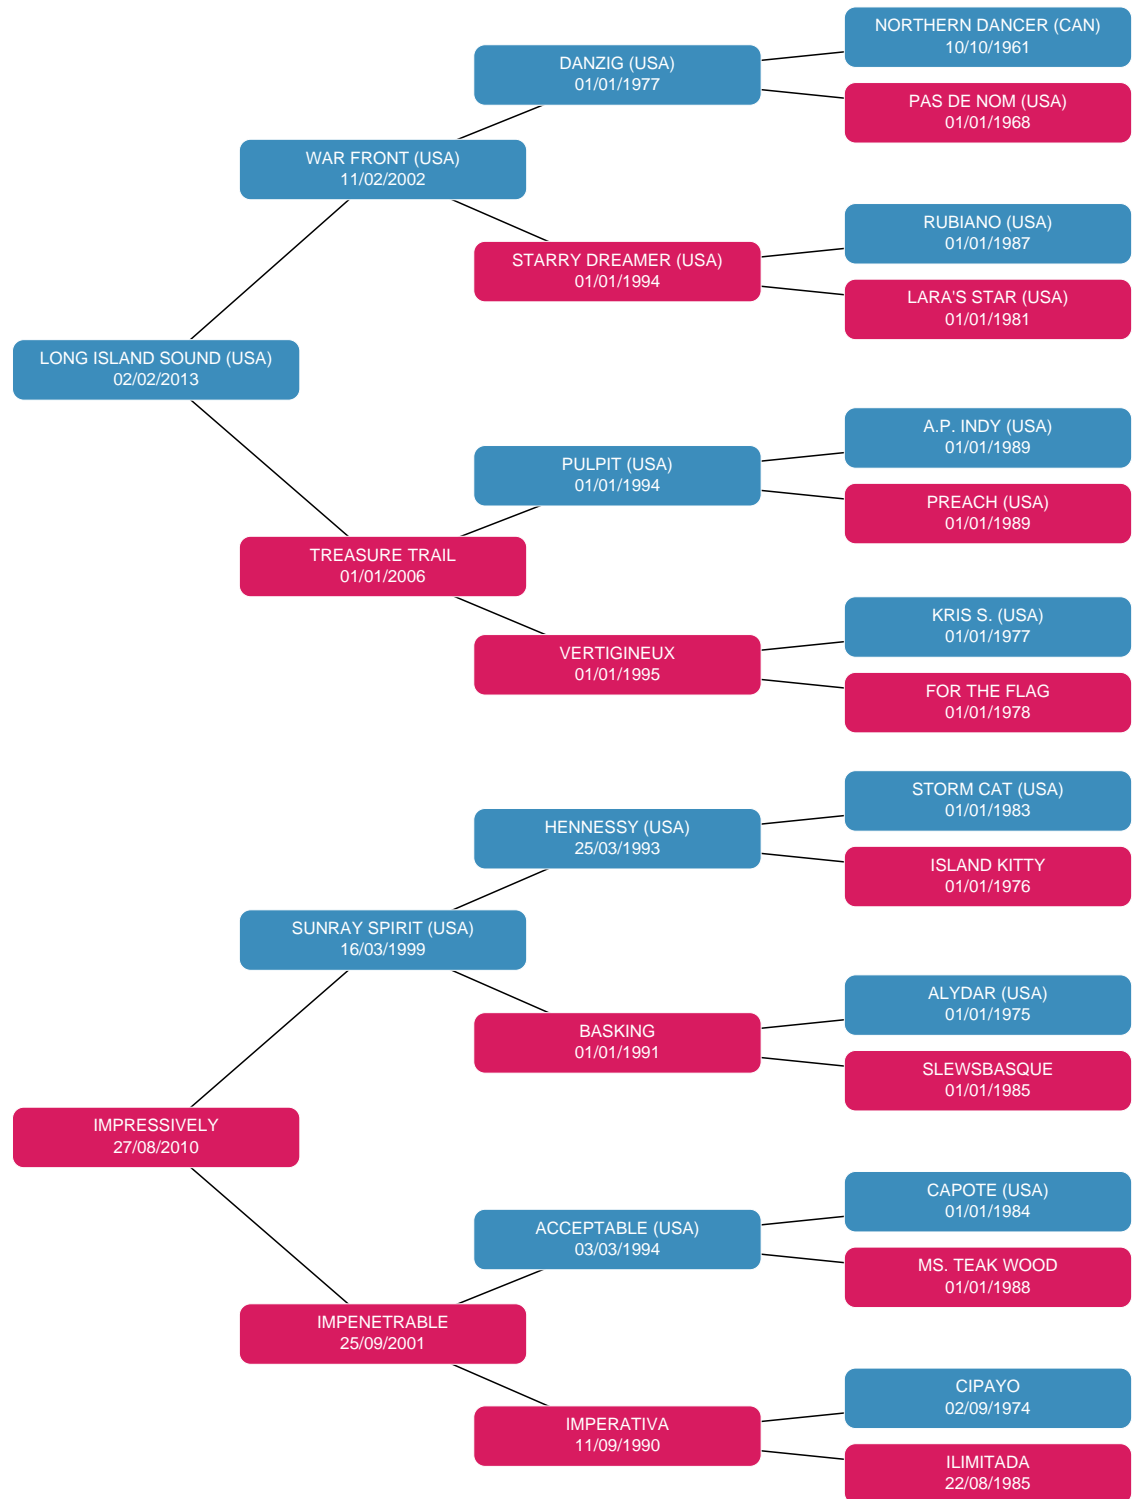 NORTHERN DANCER (CAN)
10/10/1961
DANZIG (USA)
01/01/1977
PAS DE NOM (USA)
01/01/1968
WAR FRONT (USA)
11/02/2002
RUBIANO (USA)
01/01/1987
STARRY DREAMER (USA)
01/01/1994
LARA'S STAR (USA)
01/01/1981
LONG ISLAND SOUND (USA)
02/02/2013
A.P. INDY (USA)
01/01/1989
PULPIT (USA)
01/01/1994
PREACH (USA)
01/01/1989
TREASURE TRAIL
01/01/2006
KRIS S. (USA)
01/01/1977
VERTIGINEUX
01/01/1995
FOR THE FLAG
01/01/1978
STORM CAT (USA)
01/01/1983
HENNESSY (USA)
25/03/1993
ISLAND KITTY
01/01/1976
SUNRAY SPIRIT (USA)
16/03/1999
ALYDAR (USA)
01/01/1975
BASKING
01/01/1991
SLEWSBASQUE
01/01/1985
IMPRESSIVELY
27/08/2010
CAPOTE (USA)
01/01/1984
ACCEPTABLE (USA)
03/03/1994
MS. TEAK WOOD
01/01/1988
IMPENETRABLE
25/09/2001
CIPAYO
02/09/1974
IMPERATIVA
11/09/1990
ILIMITADA
22/08/1985